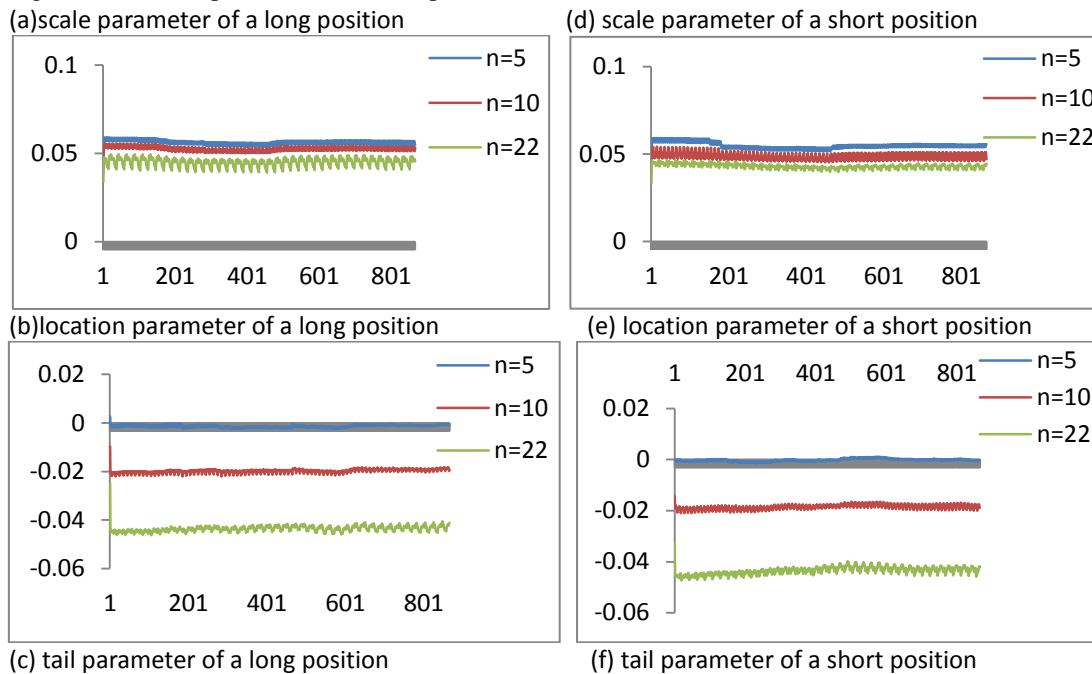 (a)scale parameter of a long position
(d) scale parameter of a short position
0.1
0.05
0
1 201 401 601 801
n=5
n=10
n=22
0.1
0.05
0
1 201 401 601 801
n=5
n=10
n=22
(b)location parameter of a long position
(e) location parameter of a short position
0.02
0
-0.02
-0.04
-0.06
1 201 401 601 801
n=5
n=10
n=22
1 201 401 601 801
0.02
0
-0.02
-0.04
-0.06
n=5
n=10
n=22
(c) tail parameter of a long position
(f) tail parameter of a short position